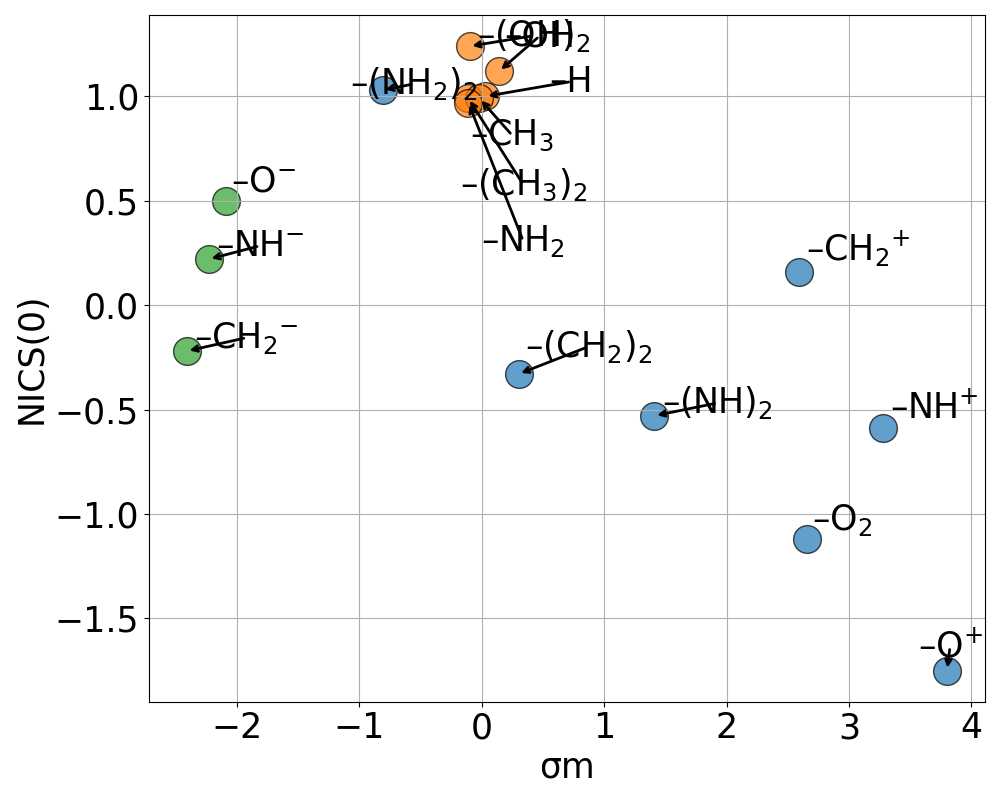 –(OH)₂
–OH
–(NH₂)₂
–H
–CH₃
–O⁻
–(CH₃)₂
–NH⁻
–NH₂
–CH₂⁺
–CH₂⁻
–(CH₂)₂
–(NH)₂
–NH⁺
–O₂
–O⁺
1.0
0.5
0.0
−0.5
−1.0
−1.5
NICS(0)
−2 −1 0 1 2 3 4
σm